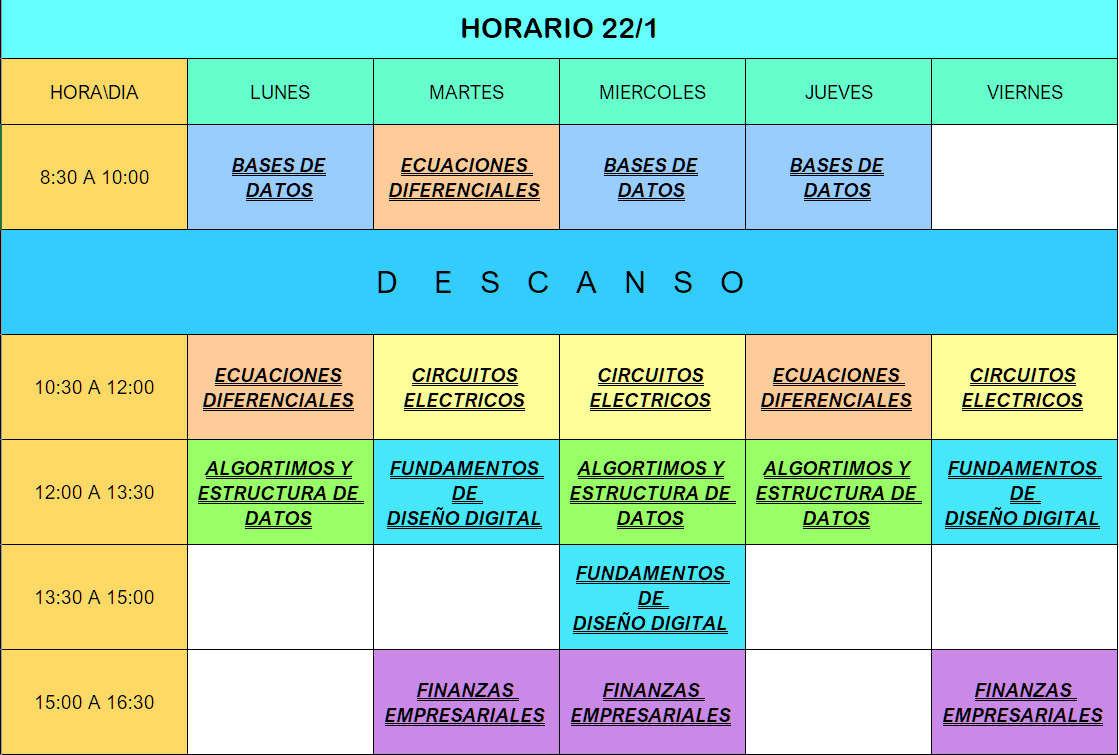 HORARIO 22/1
HORA\DIA LUNES MARTES MIERCOLES JUEVES VIERNES
8:30 A 10:00
BASES DE
DATOS
ECUACIONES
DIFERENCIALES
BASES DE
DATOS
BASES DE
DATOS
D E S C A N S O
10:30 A 12:00
ECUACIONES
DIFERENCIALES
CIRCUITOS
ELECTRICOS
CIRCUITOS
ELECTRICOS
ECUACIONES
DIFERENCIALES
CIRCUITOS
ELECTRICOS
12:00 A 13:30
ALGORTIMOS Y
ESTRUCTURA DE
DATOS
FUNDAMENTOS
DE
DISEÑO DIGITAL
ALGORTIMOS Y
ESTRUCTURA DE
DATOS
ALGORTIMOS Y
ESTRUCTURA DE
DATOS
FUNDAMENTOS
DE
DISEÑO DIGITAL
13:30 A 15:00
FUNDAMENTOS
DE
DISEÑO DIGITAL
15:00 A 16:30
FINANZAS
EMPRESARIALES
FINANZAS
EMPRESARIALES
FINANZAS
EMPRESARIALES